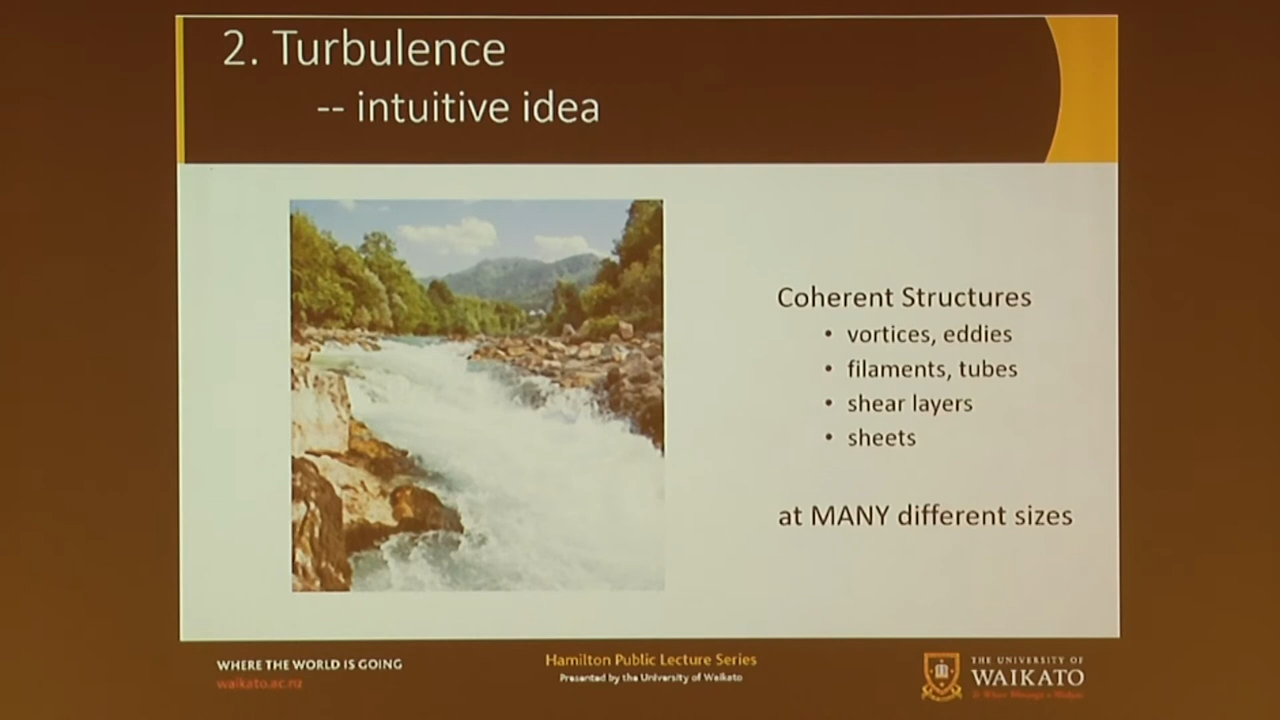 2. Turbulence
-- intuitive idea
Coherent Structures
• vortices, eddies
• filaments, tubes
• shear layers
• sheets
at MANY different sizes
WHERE THE WORLD IS GOING
waikato.ac.nz
Hamilton Public Lecture Series
Presented by the University of Waikato
THE UNIVERSITY OF
WAIKATO